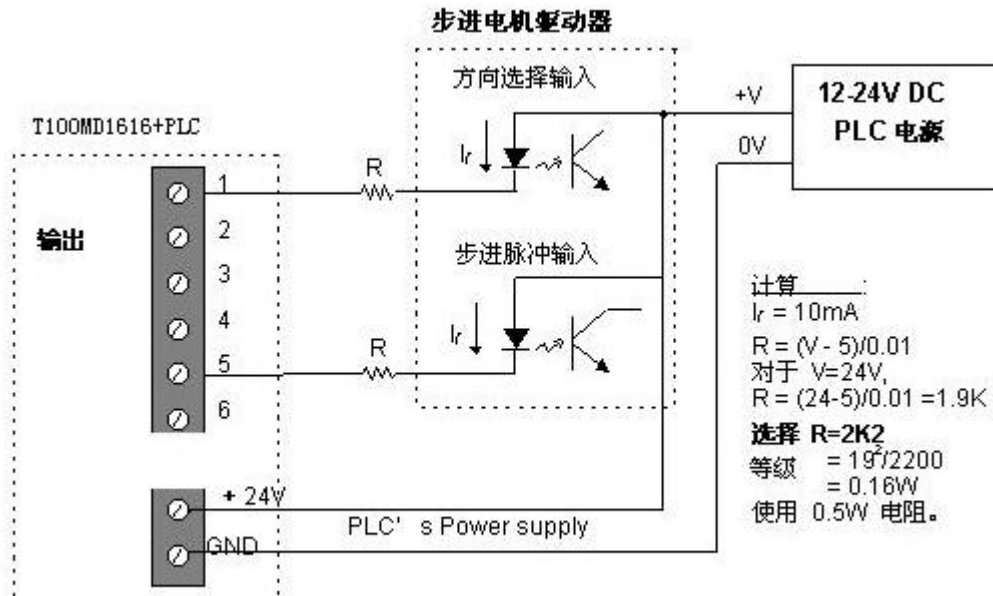 步进电机驱动器
方向选择输入
+V
12-24V DC
PLC 电源
0V
T100MD1616+PLC
Ir
R
1
输出
2
3
4
5
6
步进脉冲输入
Ir
R
计算 :
Ir = 10mA
R = (V - 5)/0.01
对于 V=24V,
R = (24-5)/0.01 =1.9K
选择 R=2K2
等级 = 19²/2200
= 0.16W
使用 0.5W 电阻。
+ 24V
PLC' s Power supply
GND